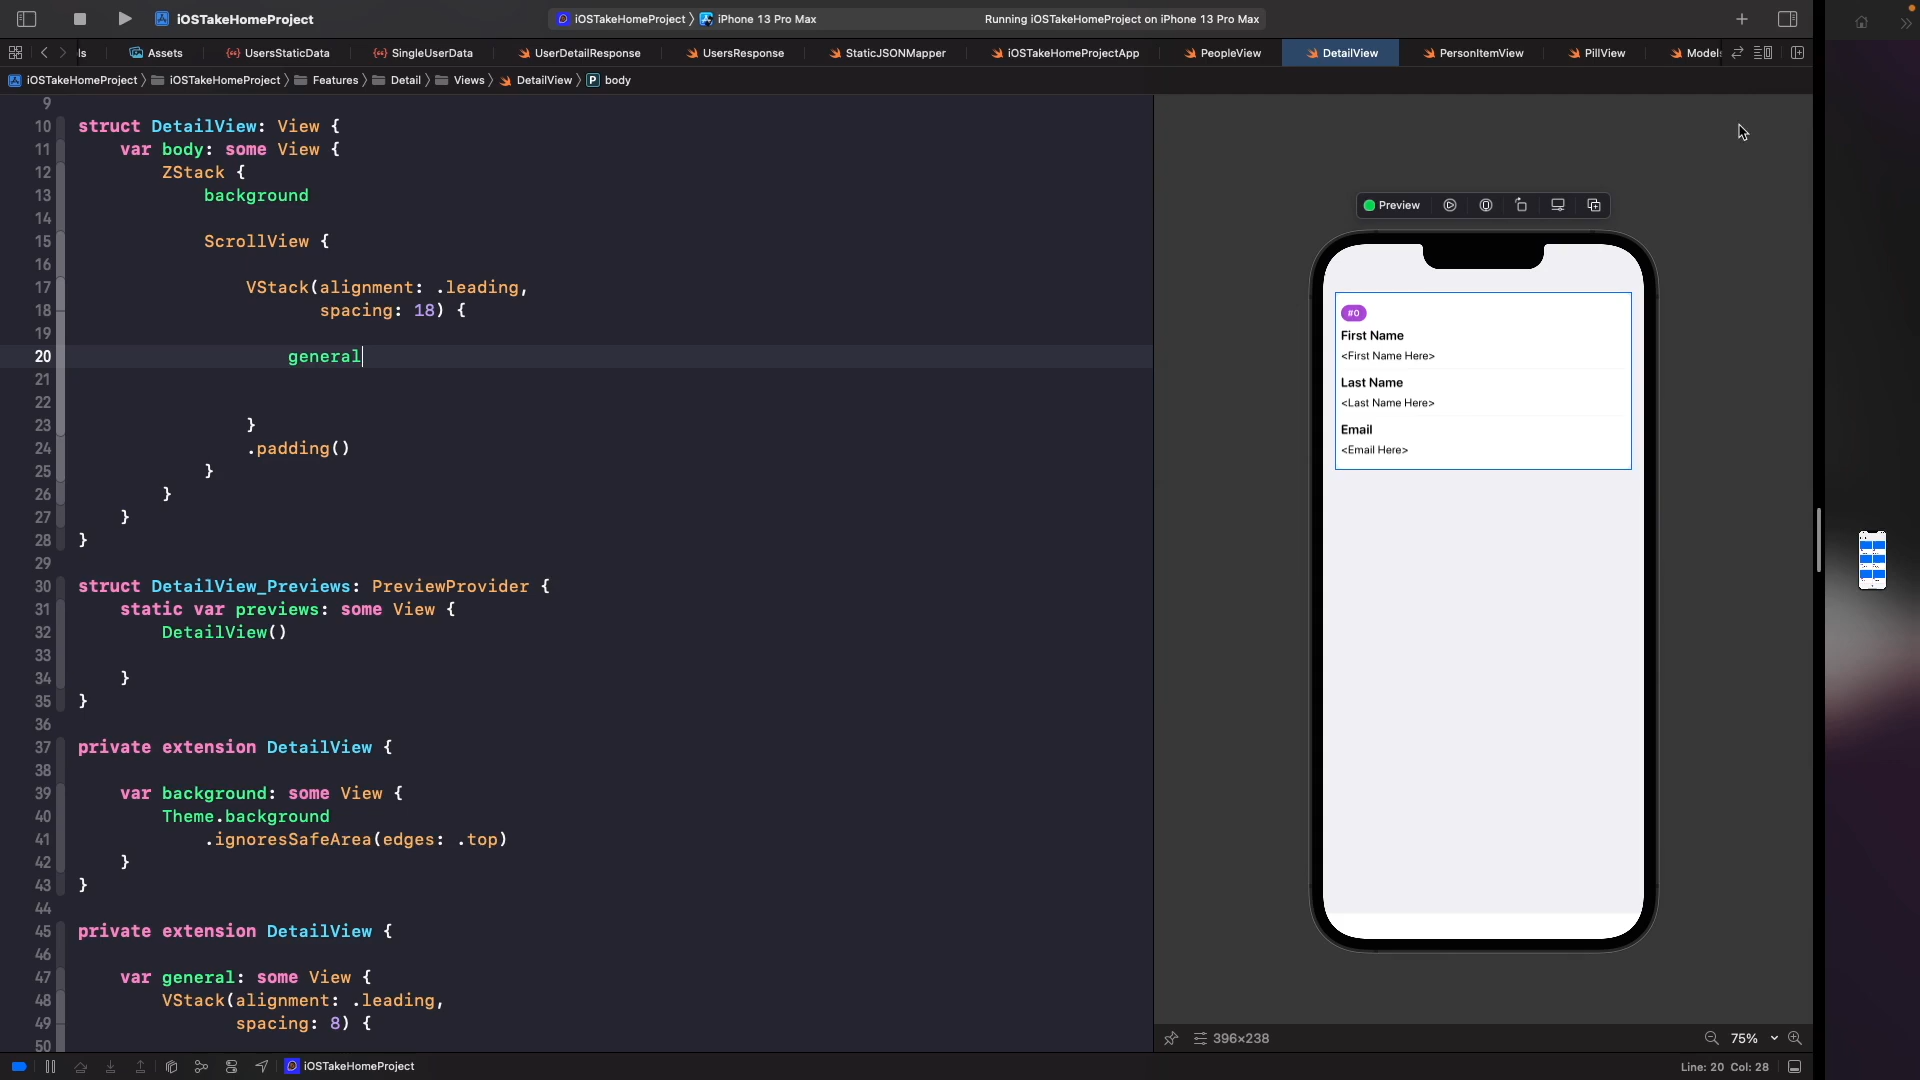 iOSTakeHomeProject
iOSTakeHomeProject
iPhone 13 Pro Max
Running iOSTakeHomeProject on iPhone 13 Pro Max
ls
Assets
UsersStaticData
SingleUserData
UserDetailResponse
UsersResponse
StaticJSONMapper
iOSTakeHomeProjectApp
PeopleView
DetailView
PersonItemView
PillView
Models
iOSTakeHomeProject
iOSTakeHomeProject
Features
Detail
Views
DetailView
P body
9
10 struct DetailView: View {
11 var body: some View {
12 ZStack {
13 background
14
15 ScrollView {
16
17 VStack(alignment: .leading,
18 spacing: 18) {
19
20 general
21
22
23 }
24 .padding()
25 }
26 }
27 }
28 }
29
30 struct DetailView_Previews: PreviewProvider {
31 static var previews: some View {
32 DetailView()
33
34 }
35 }
36
37 private extension DetailView {
38
39 var background: some View {
40 Theme.background
41 .ignoresSafeArea(edges: .top)
42 }
43 }
44
45 private extension DetailView {
46
47 var general: some View {
48 VStack(alignment: .leading,
49 spacing: 8) {
50
Preview
#0
First Name
<First Name Here>
Last Name
<Last Name Here>
Email
<Email Here>
396×238
75%
iOSTakeHomeProject
Line: 20 Col: 28